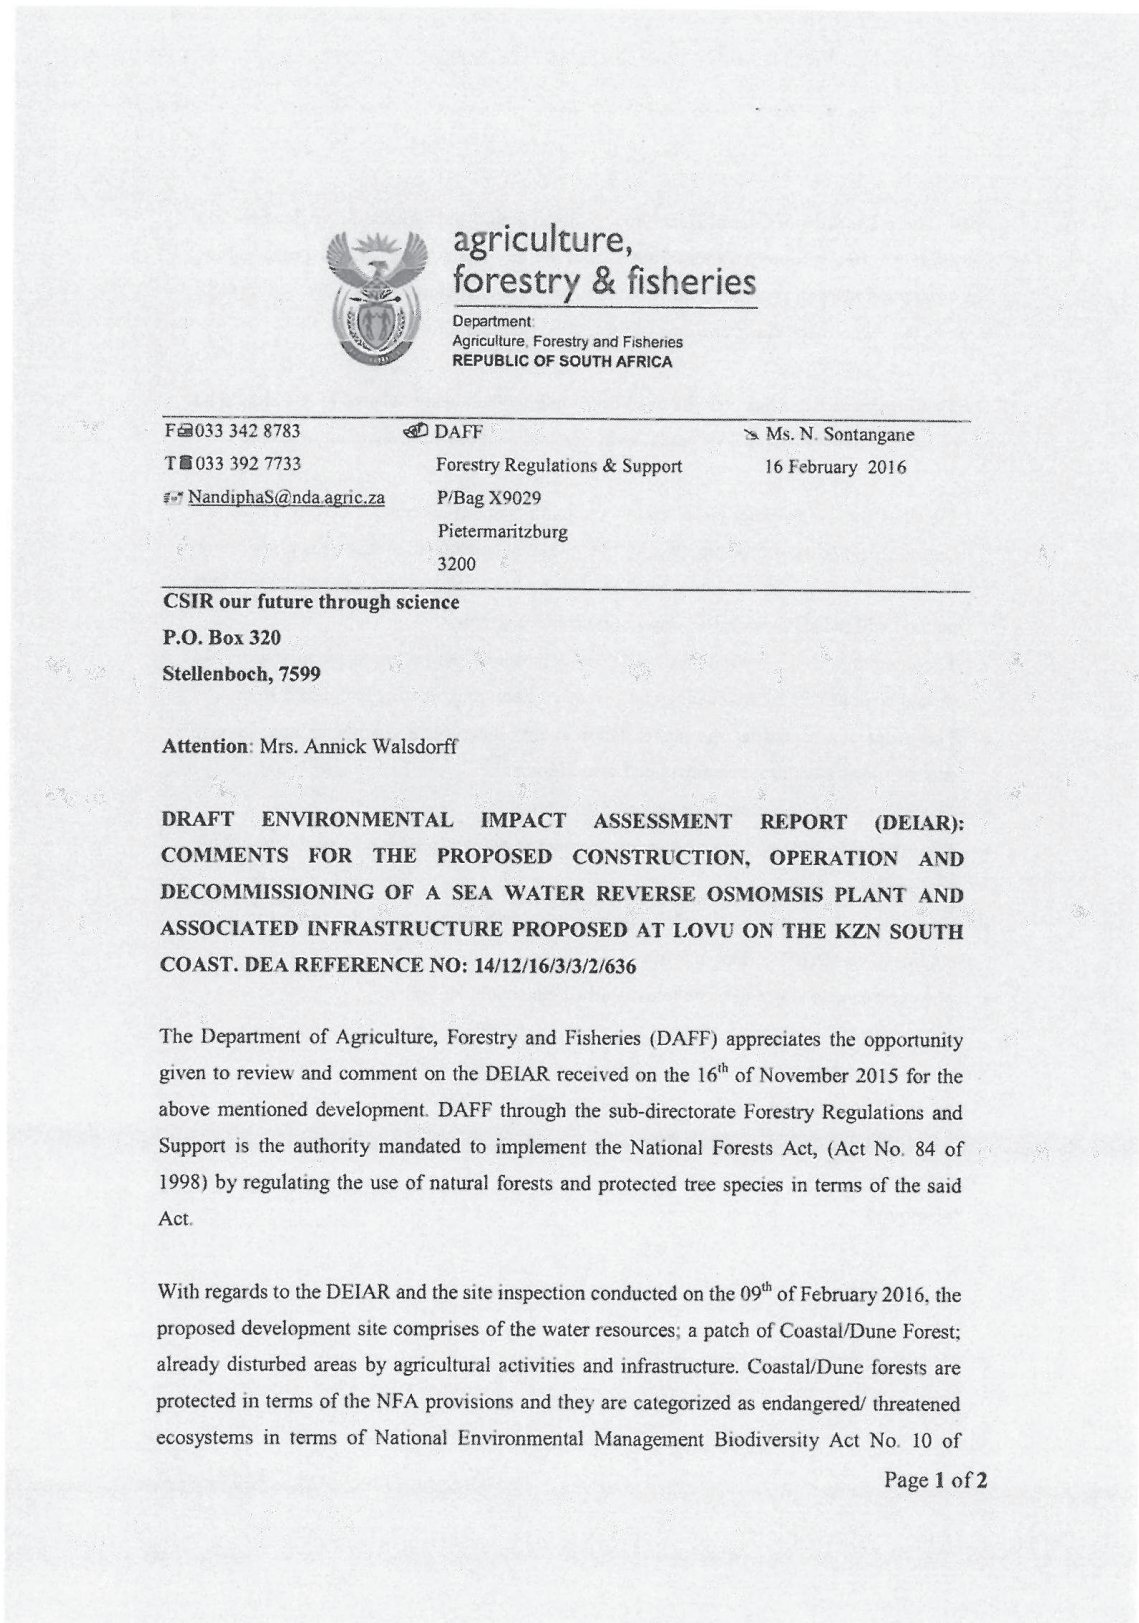 agriculture,
forestry & fisheries
Department:
Agriculture, Forestry and Fisheries
REPUBLIC OF SOUTH AFRICA
F 033 342 8783
T 033 392 7733
NandiphaS@nda.agric.za
DAFF
Forestry Regulations & Support
P/Bag X9029
Pietermaritzburg
3200
Ms. N. Sontangane
16 February 2016
CSIR our future through science
P.O. Box 320
Stellenboch, 7599
Attention: Mrs. Annick Walsdorff
DRAFT ENVIRONMENTAL IMPACT ASSESSMENT REPORT (DEIAR):
COMMENTS FOR THE PROPOSED CONSTRUCTION, OPERATION AND
DECOMMISSIONING OF A SEA WATER REVERSE OSMOMSIS PLANT AND
ASSOCIATED INFRASTRUCTURE PROPOSED AT LOVU ON THE KZN SOUTH
COAST. DEA REFERENCE NO: 14/12/16/3/3/2/636
The Department of Agriculture, Forestry and Fisheries (DAFF) appreciates the opportunity
given to review and comment on the DEIAR received on the 16th of November 2015 for the
above mentioned development. DAFF through the sub-directorate Forestry Regulations and
Support is the authority mandated to implement the National Forests Act, (Act No. 84 of
1998) by regulating the use of natural forests and protected tree species in terms of the said
Act.
With regards to the DEIAR and the site inspection conducted on the 09th of February 2016, the
proposed development site comprises of the water resources; a patch of Coastal/Dune Forest;
already disturbed areas by agricultural activities and infrastructure. Coastal/Dune forests are
protected in terms of the NFA provisions and they are categorized as endangered/ threatened
ecosystems in terms of National Environmental Management Biodiversity Act No. 10 of
Page 1 of 2